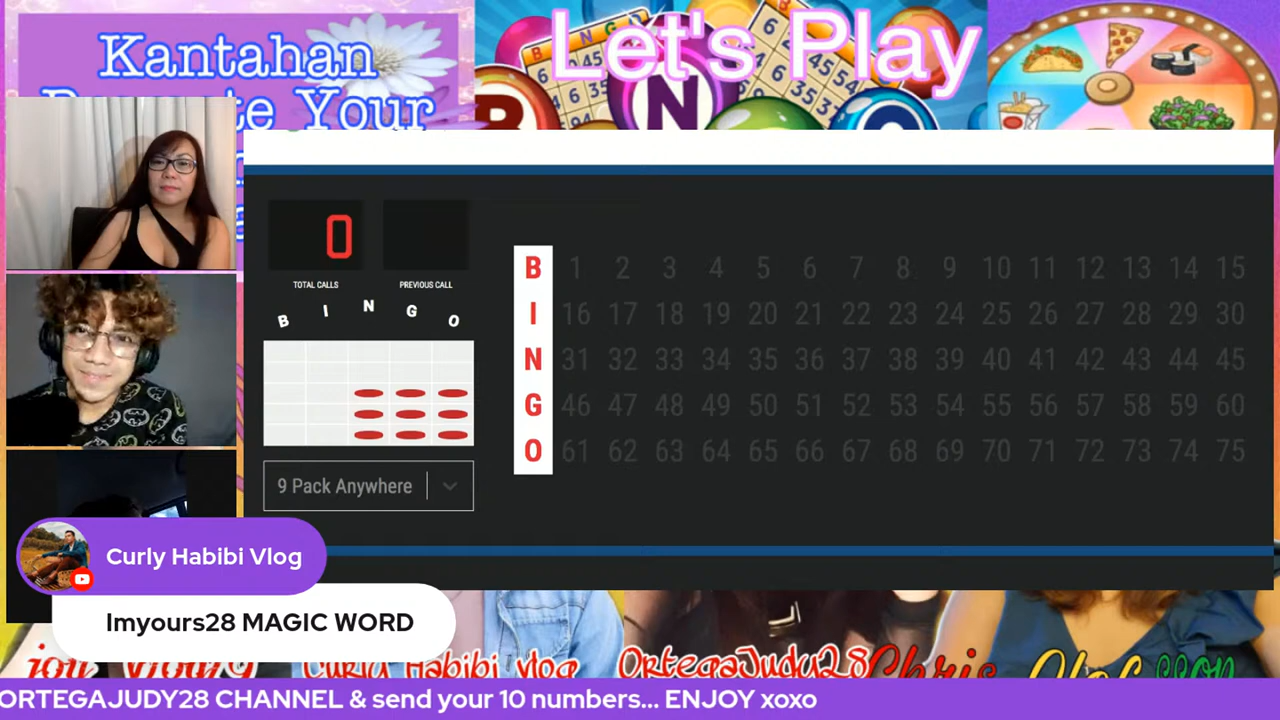 Kantahan
Let's Play
te Your
N
0
TOTAL CALLS
PREVIOUS CALL
B I N G O
9 Pack Anywhere
B 1 2 3 4 5 6 7 8 9 10 11 12 13 14 15
I 16 17 18 19 20 21 22 23 24 25 26 27 28 29 30
N 31 32 33 34 35 36 37 38 39 40 41 42 43 44 45
G 46 47 48 49 50 51 52 53 54 55 56 57 58 59 60
O 61 62 63 64 65 66 67 68 69 70 71 72 73 74 75
Curly Habibi Vlog
Imyours28 MAGIC WORD
Curly Habibi vlog
OrtegaJudy28
Chris
ORTEGAJUDY28 CHANNEL & send your 10 numbers... ENJOY xoxo